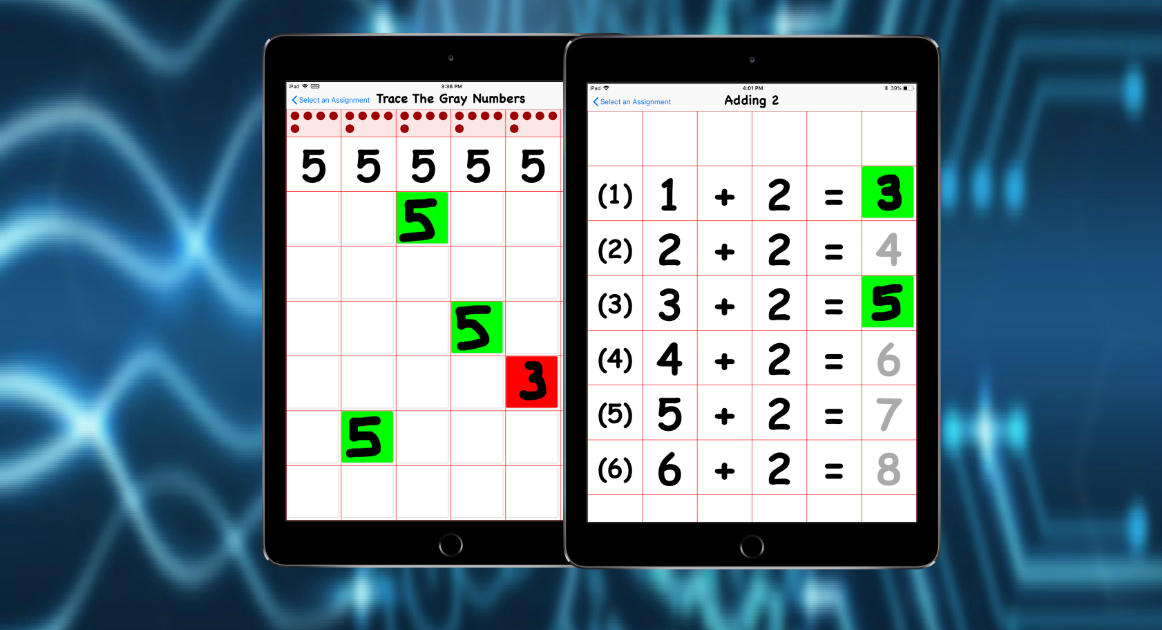 iPad 3:38 PM
Select an Assignment Trace The Gray Numbers
5 5 5 5 5
5
5
3
5
iPad 4:01 PM 39%
Select an Assignment Adding 2
(1) 1 + 2 = 3
(2) 2 + 2 = 4
(3) 3 + 2 = 5
(4) 4 + 2 = 6
(5) 5 + 2 = 7
(6) 6 + 2 = 8